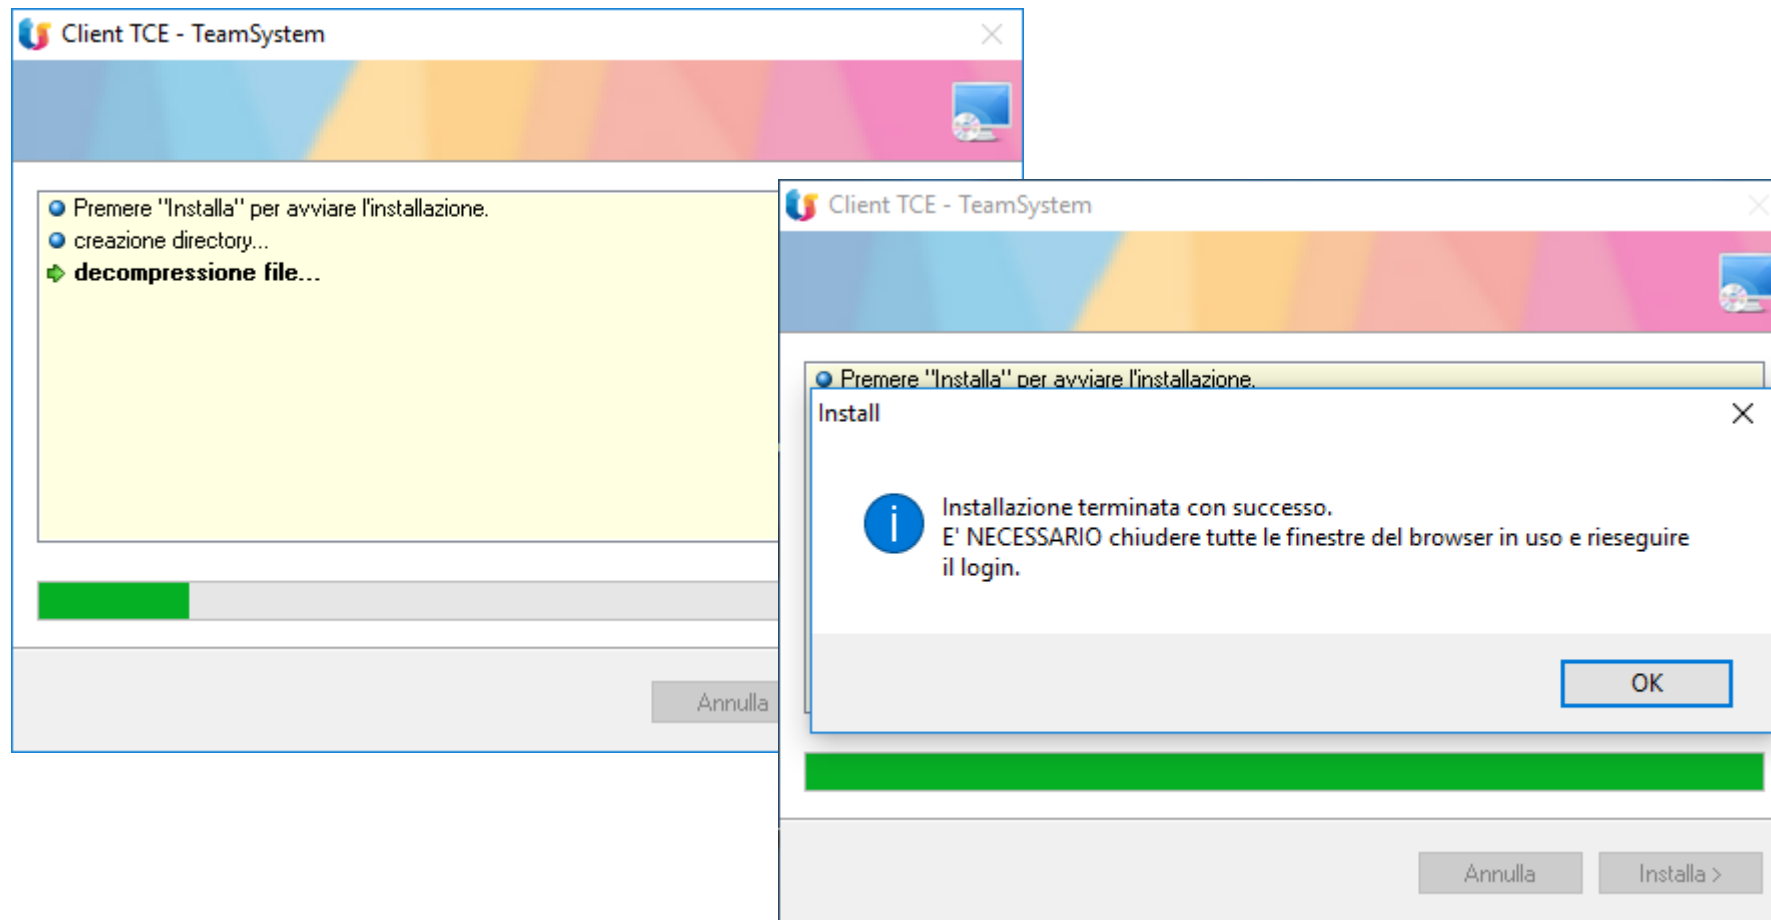 Client TCE - TeamSystem
Premere "Installa" per avviare l'installazione.
creazione directory...
decompressione file...
Annulla
Client TCE - TeamSystem
Premere "Installa" per avviare l'installazione.
Install
Installazione terminata con successo.
E' NECESSARIO chiudere tutte le finestre del browser in uso e rieseguire
il login.
OK
Annulla
Installa >